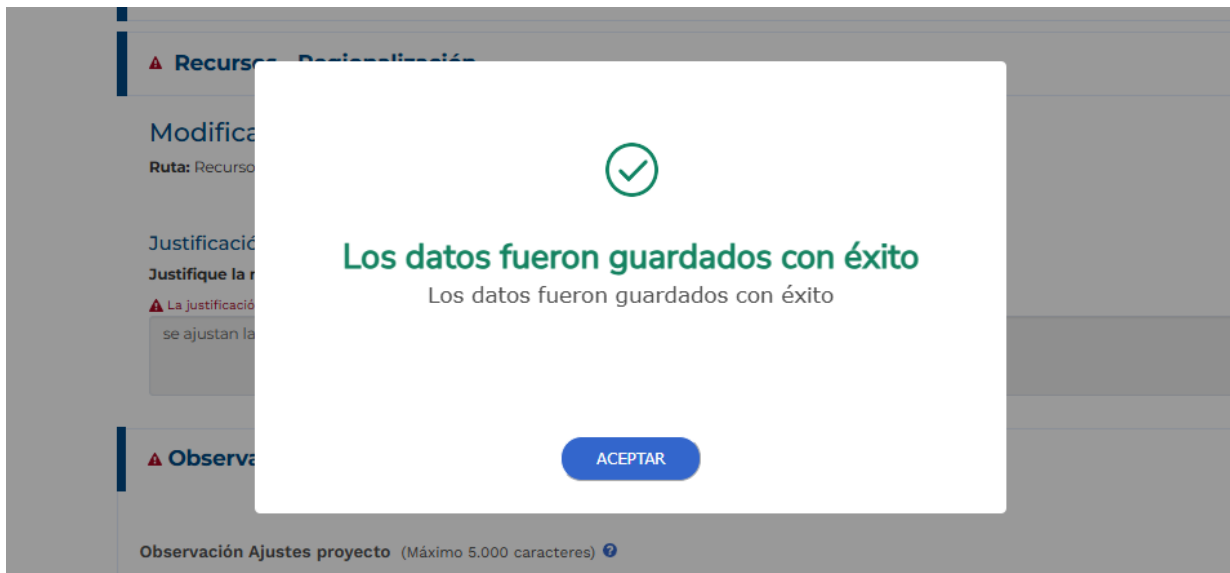 Recursos - Regionalización
Modifica
Ruta: Recurso
Justificació
Justifique la r
La justificació
se ajustan la
Los datos fueron guardados con éxito
Los datos fueron guardados con éxito
ACEPTAR
Observa
Observación Ajustes proyecto (Máximo 5.000 caracteres)